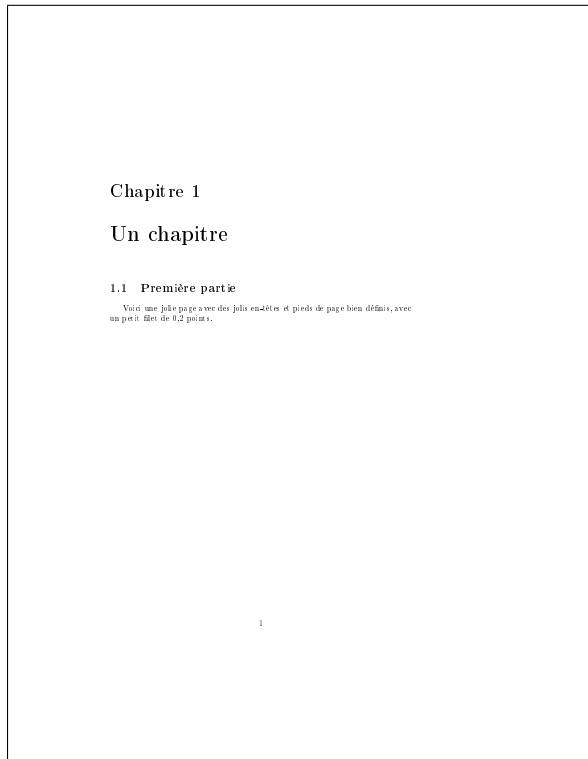 Chapitre 1
Un chapitre
1.1 Première partie
Voici une jolie page avec des jolis en-têtes et pieds de page bien définis, avec
un petit filet de 0,2 points.
1